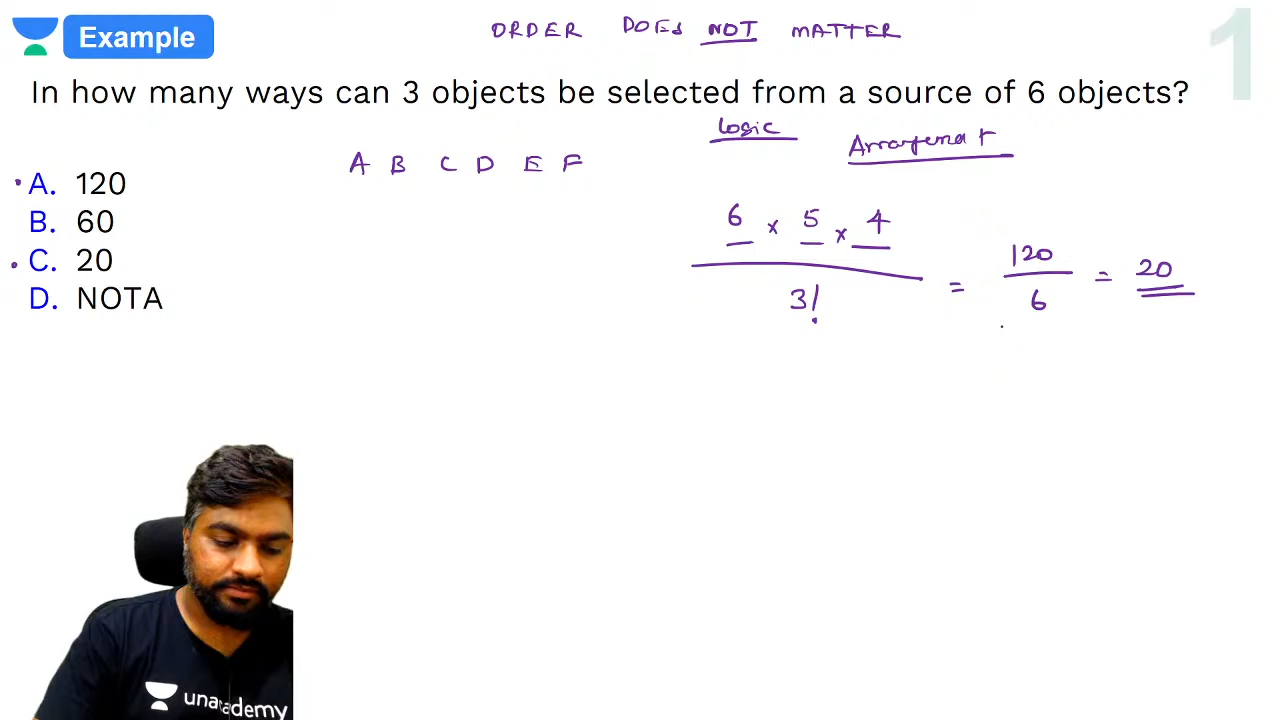 Example
ORDER DOES NOT MATTER
1
In how many ways can 3 objects be selected from a source of 6 objects?
Logic
A B C D E F
A. 120
B. 60
C. 20
D. NOTA
6 × 5 × 4
3!
= 120
6
= 20
unacademy